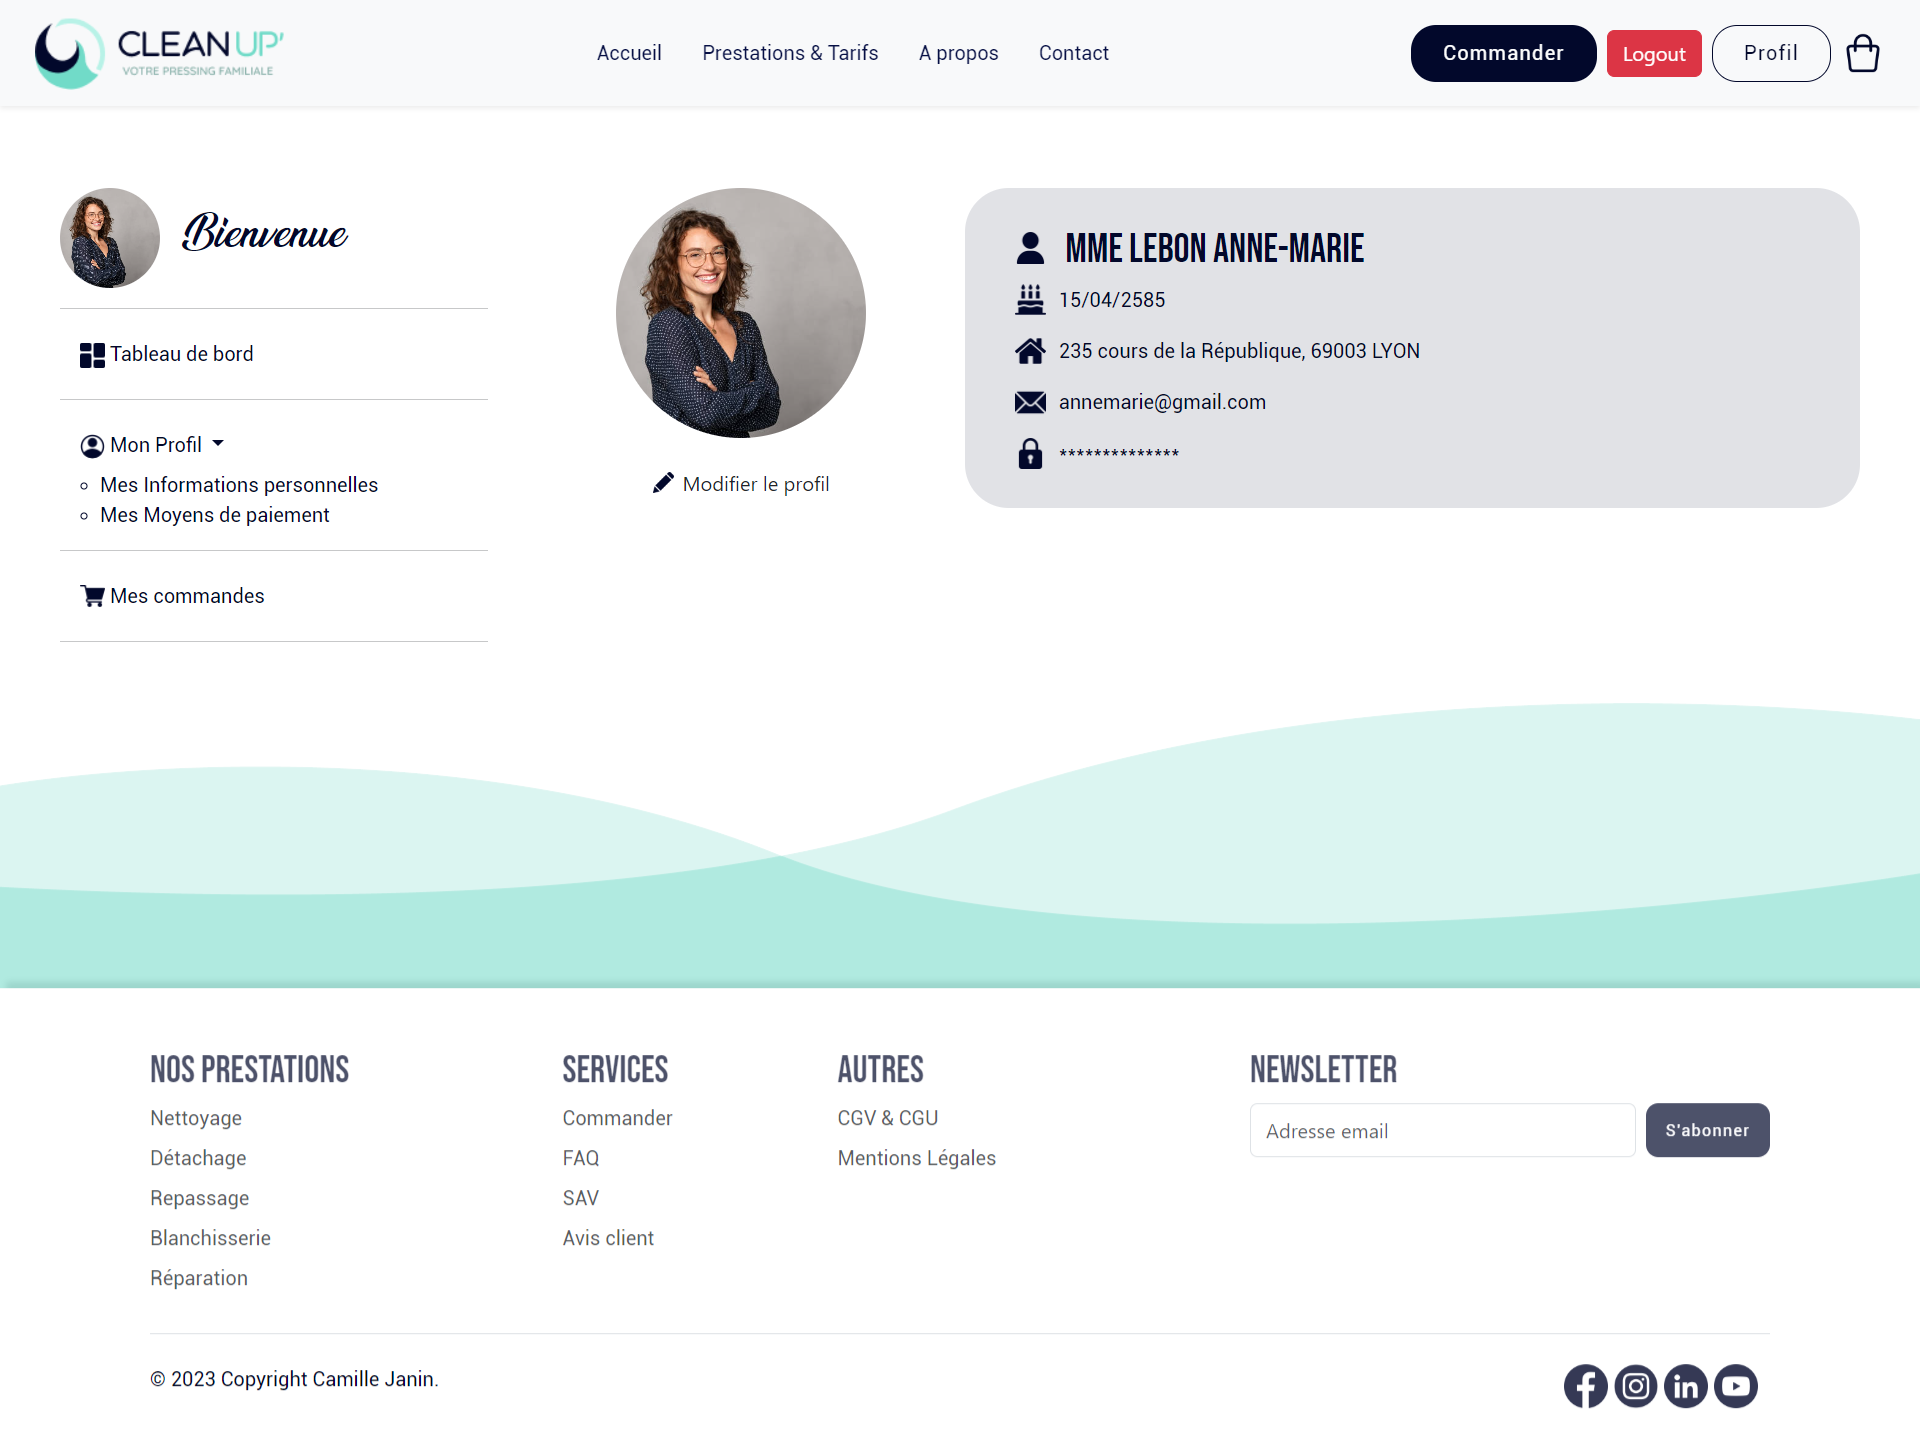 CLEAN UP'
VOTRE PRESSING FAMILIALE
Accueil
Prestations & Tarifs
A propos
Contact
Commander
Logout
Profil
Bienvenue
Tableau de bord
Mon Profil
Mes Informations personnelles
Mes Moyens de paiement
Mes commandes
Modifier le profil
MME LEBON ANNE-MARIE
15/04/2585
235 cours de la République, 69003 LYON
annemarie@gmail.com
**************
NOS PRESTATIONS
Nettoyage
Détachage
Repassage
Blanchisserie
Réparation
SERVICES
Commander
FAQ
SAV
Avis client
AUTRES
CGV & CGU
Mentions Légales
NEWSLETTER
Adresse email
S'abonner
© 2023 Copyright Camille Janin.